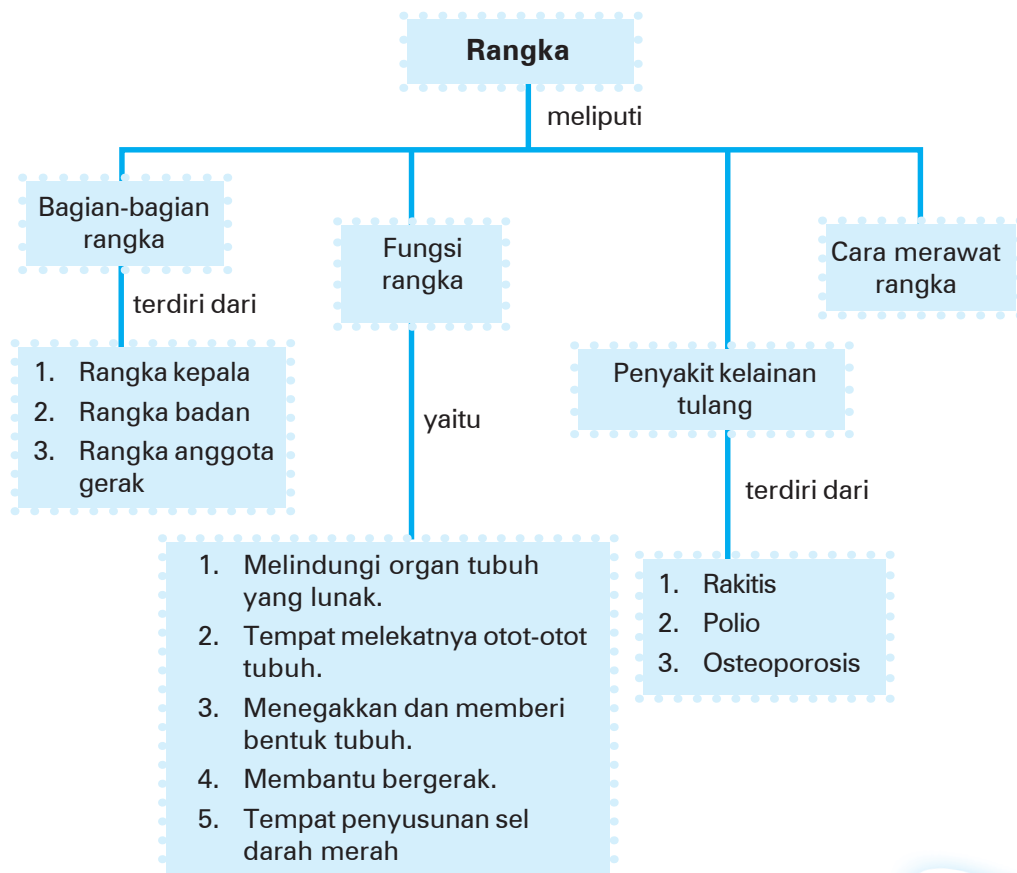 Rangka
meliputi
Bagian-bagian
rangka
terdiri dari
1. Rangka kepala
2. Rangka badan
3. Rangka anggota
gerak
Fungsi
rangka
yaitu
1. Melindungi organ tubuh
yang lunak.
2. Tempat melekatnya otot-otot
tubuh.
3. Menegakkan dan memberi
bentuk tubuh.
4. Membantu bergerak.
5. Tempat penyusunan sel
darah merah
Penyakit kelainan
tulang
terdiri dari
1. Rakitis
2. Polio
3. Osteoporosis
Cara merawat
rangka